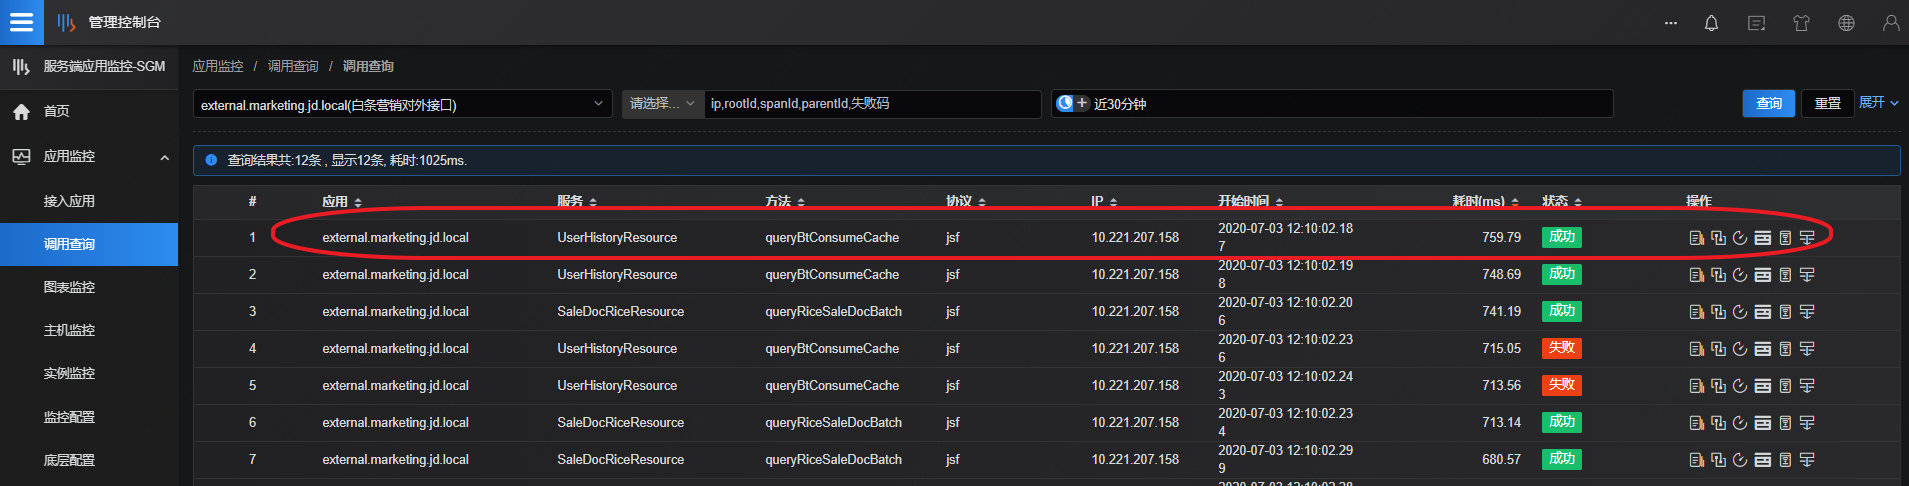 管理控制台
...
服务端应用监控-SGM
应用监控 / 调用查询 / 调用查询
首页
应用监控
接入应用
调用查询
图表监控
主机监控
实例监控
监控配置
底层配置
external.marketing.jd.local(白条营销对外接口) 请选择... ip,rootId,spanId,parentId,失败码 近30分钟 查询 重置 展开
查询结果共:12条 , 显示12条, 耗时:1025ms.
# 应用 服务 方法 协议 IP 开始时间 耗时(ms) 状态 操作
1 external.marketing.jd.local UserHistoryResource queryBtConsumeCache jsf 10.221.207.158 2020-07-03 12:10:02.18
7 759.79 成功
2 external.marketing.jd.local UserHistoryResource queryBtConsumeCache jsf 10.221.207.158 2020-07-03 12:10:02.19
8 748.69 成功
3 external.marketing.jd.local SaleDocRiceResource queryRiceSaleDocBatch jsf 10.221.207.158 2020-07-03 12:10:02.20
6 741.19 成功
4 external.marketing.jd.local UserHistoryResource queryBtConsumeCache jsf 10.221.207.158 2020-07-03 12:10:02.23
6 715.05 失败
5 external.marketing.jd.local UserHistoryResource queryBtConsumeCache jsf 10.221.207.158 2020-07-03 12:10:02.24
3 713.56 失败
6 external.marketing.jd.local SaleDocRiceResource queryRiceSaleDocBatch jsf 10.221.207.158 2020-07-03 12:10:02.23
4 713.14 成功
7 external.marketing.jd.local SaleDocRiceResource queryRiceSaleDocBatch jsf 10.221.207.158 2020-07-03 12:10:02.29
9 680.57 成功